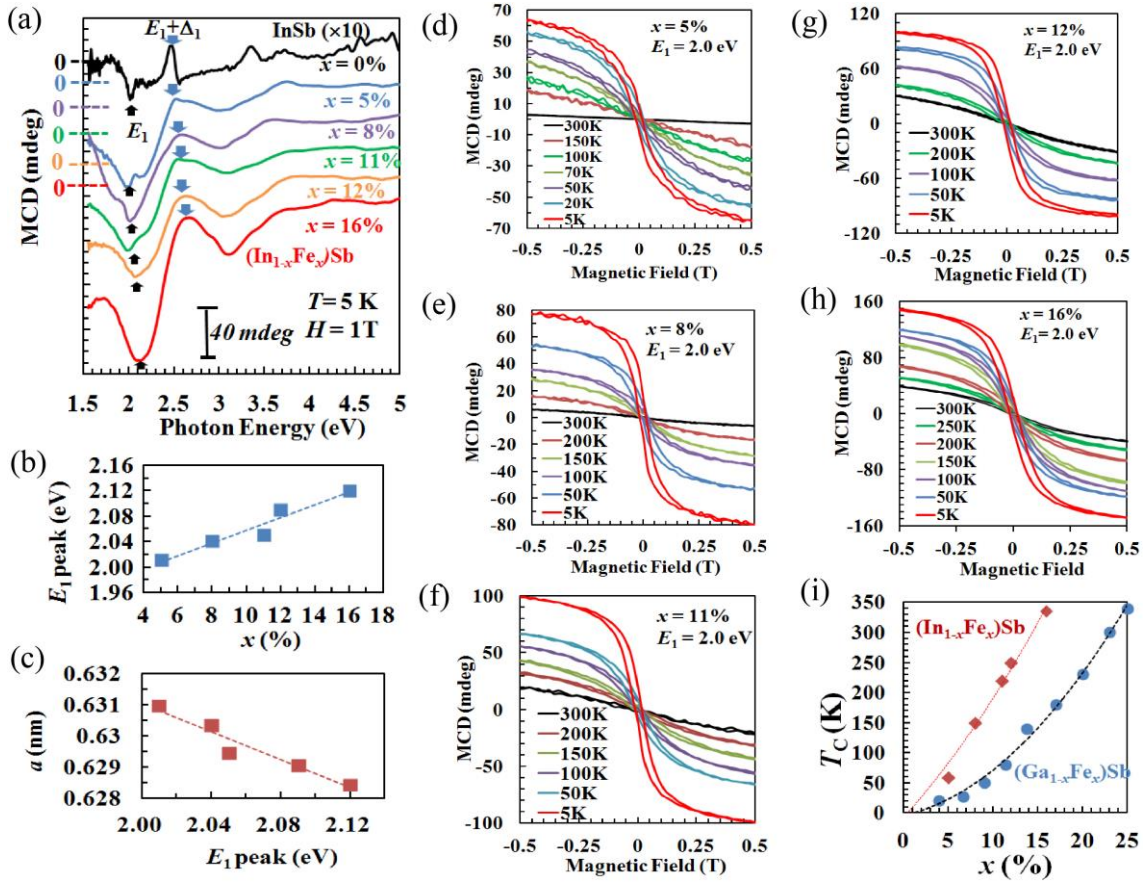 (a)
MCD (mdeg)
E1+Δ1
InSb (×10)
x = 0%
0
0
x = 5%
0
E1
x = 8%
0
x = 11%
0
x = 12%
0
x = 16%
(In1-xFex)Sb
T = 5 K
H = 1T
40 mdeg
1.5 2 2.5 3 3.5 4 4.5 5
Photon Energy (eV)
(b)
E1 peak (eV)
2.16
2.12
2.08
2.04
2.00
1.96
4 6 8 10 12 14 16 18
x (%)
(c)
a (nm)
0.632
0.631
0.63
0.629
0.628
2.00 2.04 2.08 2.12
E1 peak (eV)
(d)
MCD (mdeg)
x = 5%
E1 = 2.0 eV
70
50
30
10
-10
-30
-50
-70
300K
150K
100K
70K
50K
20K
5K
-0.5 -0.25 0 0.25 0.5
Magnetic Field (T)
(e)
MCD (mdeg)
x = 8%
E1 = 2.0 eV
80
60
40
20
0
-20
-40
-60
-80
300K
200K
150K
100K
50K
5K
-0.5 -0.25 0 0.25 0.5
Magnetic Field (T)
(f)
MCD (mdeg)
x = 11%
E1 = 2.0 eV
100
50
0
-50
-100
300K
200K
150K
100K
50K
5K
-0.5 -0.25 0 0.25 0.5
Magnetic Field (T)
(g)
MCD (mdeg)
x = 12%
E1= 2.0 eV
120
60
0
-60
-120
300K
200K
100K
50K
5K
-0.5 -0.25 0 0.25 0.5
Magnetic Field (T)
(h)
MCD (mdeg)
x = 16%
E1 = 2.0 eV
160
80
0
-80
-160
300K
250K
200K
150K
100K
50K
5K
-0.5 -0.25 0 0.25 0.5
Magnetic Field
(i)
TC (K)
350
300
250
200
150
100
50
0
(In1-xFex)Sb
(Ga1-xFex)Sb
0 5 10 15 20 25
x (%)